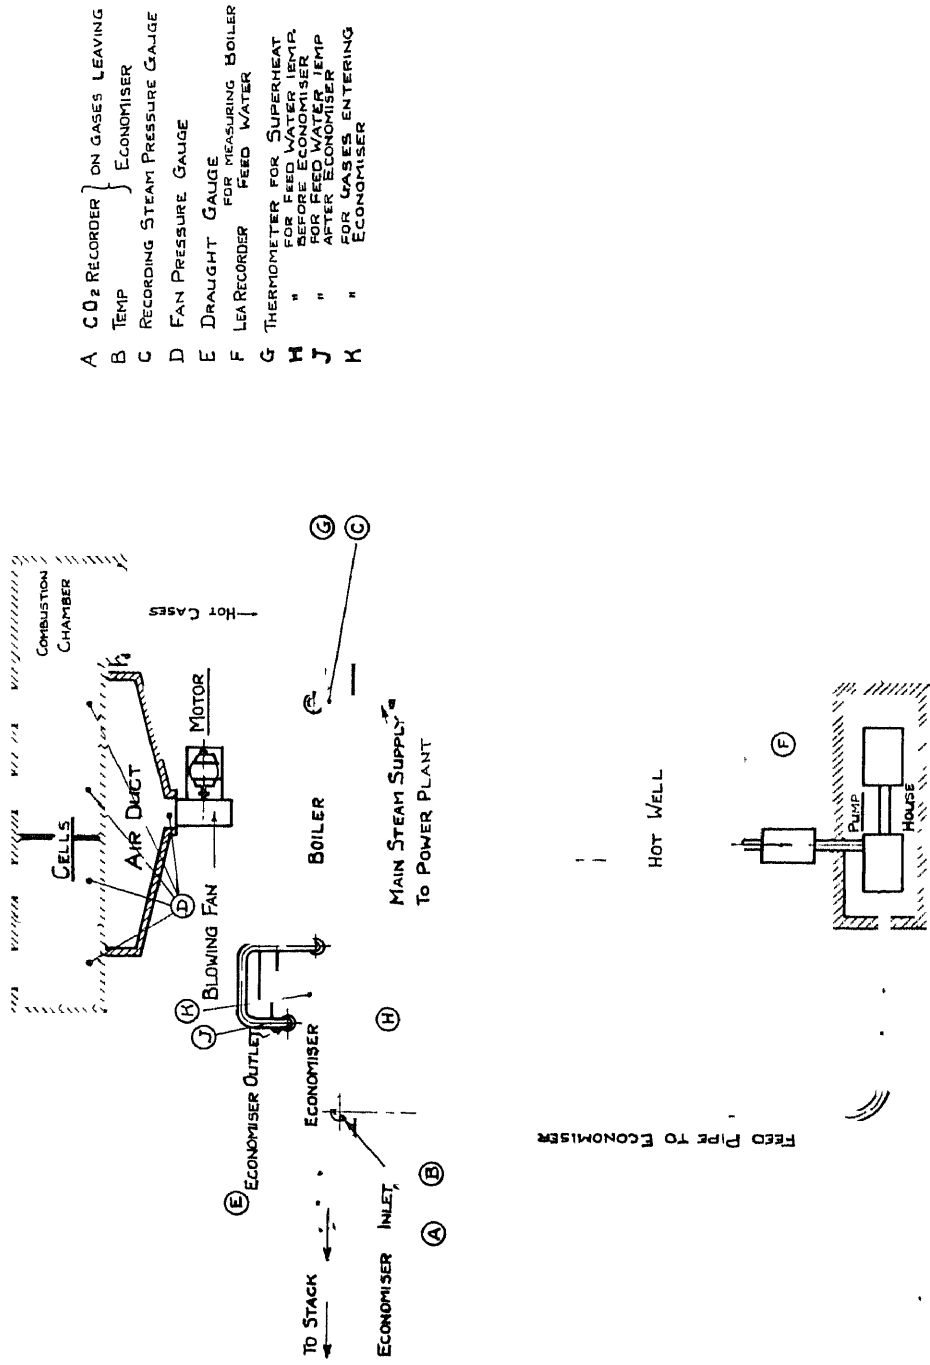 A CO2 RECORDER } ON GASES LEAVING
B TEMP } ECONOMISER
C RECORDING STEAM PRESSURE GAUGE
D FAN PRESSURE GAUGE
E DRAUGHT GAUGE
F LEA RECORDER FOR MEASURING BOILER
FEED WATER
G THERMOMETER FOR SUPERHEAT
H " FOR FEED WATER TEMP.
BEFORE ECONOMISER
J " FOR FEED WATER TEMP
AFTER ECONOMISER
K " FOR GASES ENTERING
ECONOMISER
COMBUSTION
CHAMBER
HOT GASES
CELLS
AIR DUCT
MOTOR
D
BLOWING FAN
G
C
BOILER
MAIN STEAM SUPPLY
TO POWER PLANT
K
J
ECONOMISER OUTLET
E
ECONOMISER
H
B
A
TO STACK
ECONOMISER INLET
HOT WELL
F
PUMP
HOUSE
FEED PIPE TO ECONOMISER